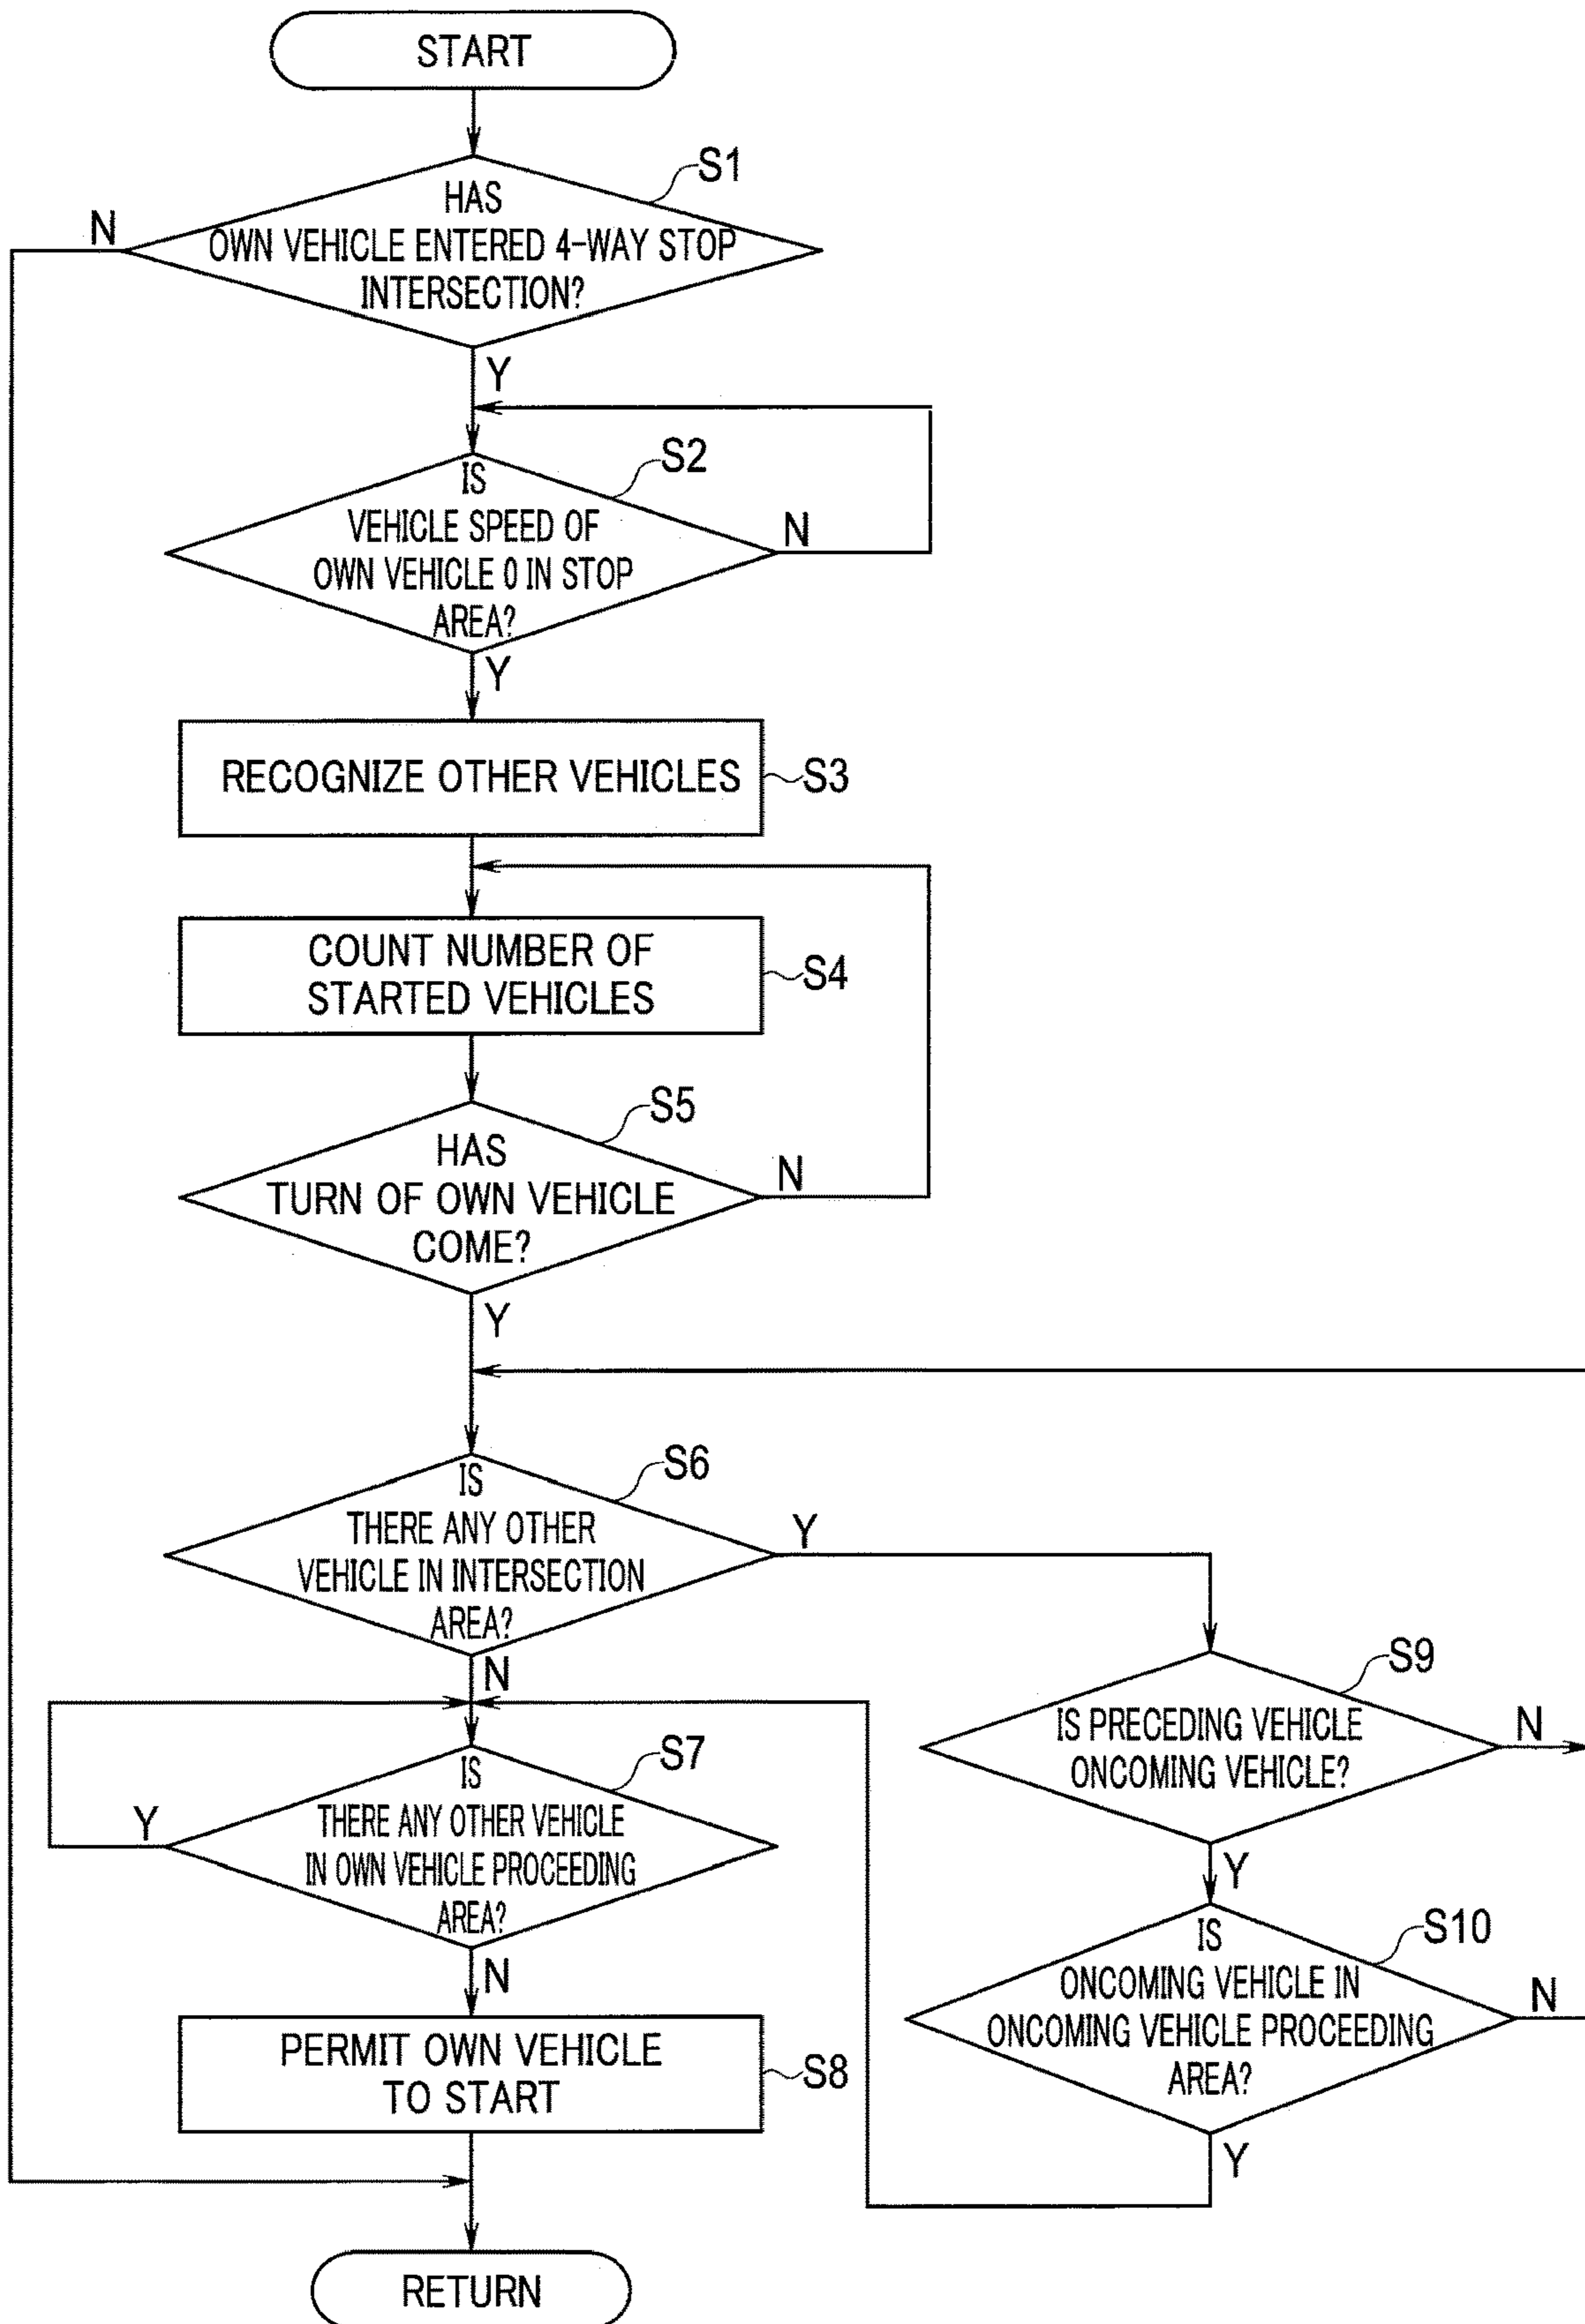 START
S1
HAS
N
OWN VEHICLE ENTERED 4-WAY STOP
INTERSECTION?
Y
S2
IS
VEHICLE SPEED OF
N
OWN VEHICLE 0 IN STOP
AREA?
Y
RECOGNIZE OTHER VEHICLES
S3
COUNT NUMBER OF
STARTED VEHICLES
S4
S5
HAS
N
TURN OF OWN VEHICLE
COME?
Y
S6
IS
THERE ANY OTHER
Y
VEHICLE IN INTERSECTION
AREA?
N
S9
IS PRECEDING VEHICLE
N
ONCOMING VEHICLE?
Y
S7
IS
Y
THERE ANY OTHER VEHICLE
IN OWN VEHICLE PROCEEDING
AREA?
N
S10
IS
ONCOMING VEHICLE IN
N
ONCOMING VEHICLE PROCEEDING
AREA?
Y
PERMIT OWN VEHICLE
TO START
S8
RETURN